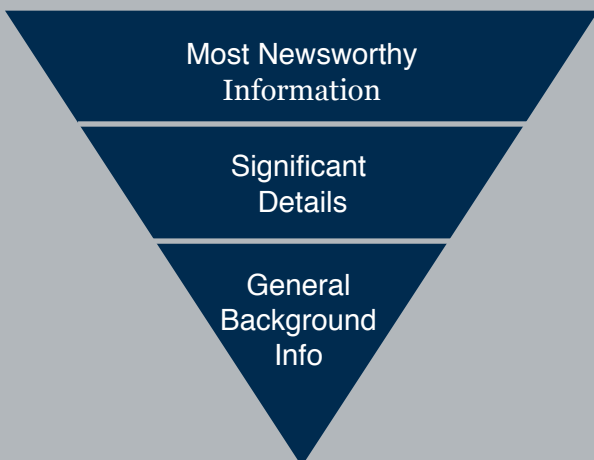 Most Newsworthy
Information
Significant
Details
General
Background
Info